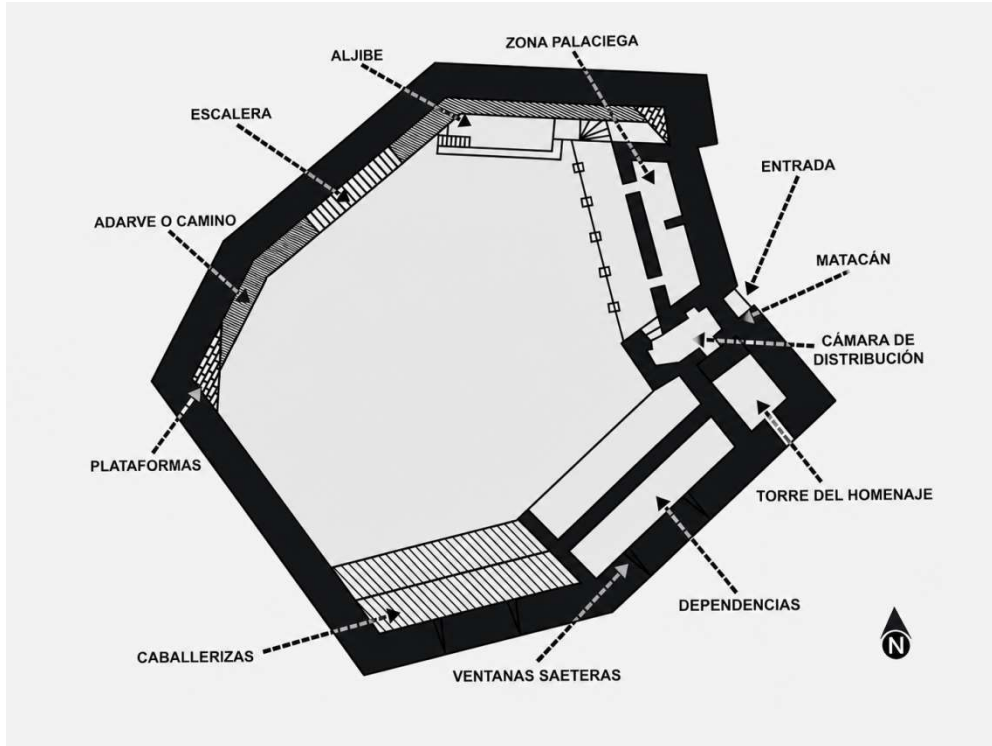 ZONA PALACIEGA
ALJIBE
ESCALERA
ENTRADA
ADARVE O CAMINO
MATACÁN
CÁMARA DE
DISTRIBUCIÓN
PLATAFORMAS
TORRE DEL HOMENAJE
DEPENDENCIAS
CABALLERIZAS
VENTANAS SAETERAS
N